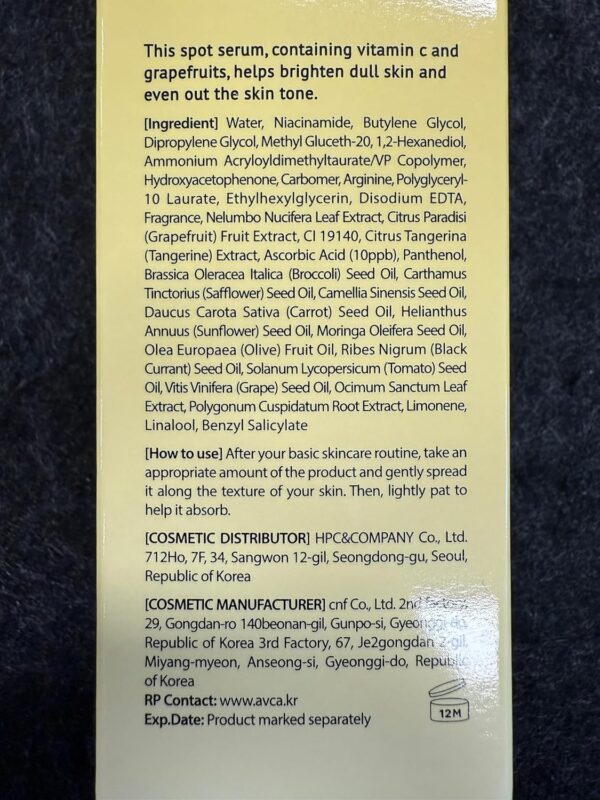 This spot serum, containing vitamin c and
grapefruits, helps brighten dull skin and
even out the skin tone.
[Ingredient] Water, Niacinamide, Butylene Glycol,
Dipropylene Glycol, Methyl Gluceth-20, 1,2-Hexanediol,
Ammonium Acryloyldimethyltaurate/VP Copolymer,
Hydroxyacetophenone, Carbomer, Arginine, Polyglyceryl-
10 Laurate, Ethylhexylglycerin, Disodium EDTA,
Fragrance, Nelumbo Nucifera Leaf Extract, Citrus Paradisi
(Grapefruit) Fruit Extract, CI 19140, Citrus Tangerina
(Tangerine) Extract, Ascorbic Acid (10ppb), Panthenol,
Brassica Oleracea Italica (Broccoli) Seed Oil, Carthamus
Tinctorius (Safflower) Seed Oil, Camellia Sinensis Seed Oil,
Daucus Carota Sativa (Carrot) Seed Oil, Helianthus
Annuus (Sunflower) Seed Oil, Moringa Oleifera Seed Oil,
Olea Europaea (Olive) Fruit Oil, Ribes Nigrum (Black
Currant) Seed Oil, Solanum Lycopersicum (Tomato) Seed
Oil, Vitis Vinifera (Grape) Seed Oil, Ocimum Sanctum Leaf
Extract, Polygonum Cuspidatum Root Extract, Limonene,
Linalool, Benzyl Salicylate
[How to use] After your basic skincare routine, take an
appropriate amount of the product and gently spread
it along the texture of your skin. Then, lightly pat to
help it absorb.
[COSMETIC DISTRIBUTOR] HPC&COMPANY Co., Ltd.
712Ho, 7F, 34, Sangwon 12-gil, Seongdong-gu, Seoul,
Republic of Korea
[COSMETIC MANUFACTURER] cnf Co., Ltd. 2nd factory,
29, Gongdan-ro 140beonan-gil, Gunpo-si, Gyeonggi-do,
Republic of Korea 3rd Factory, 67, Je2gongdan 2-gil,
Miyang-myeon, Anseong-si, Gyeonggi-do, Republic
of Korea
RP Contact: www.avca.kr
Exp.Date: Product marked separately
12M